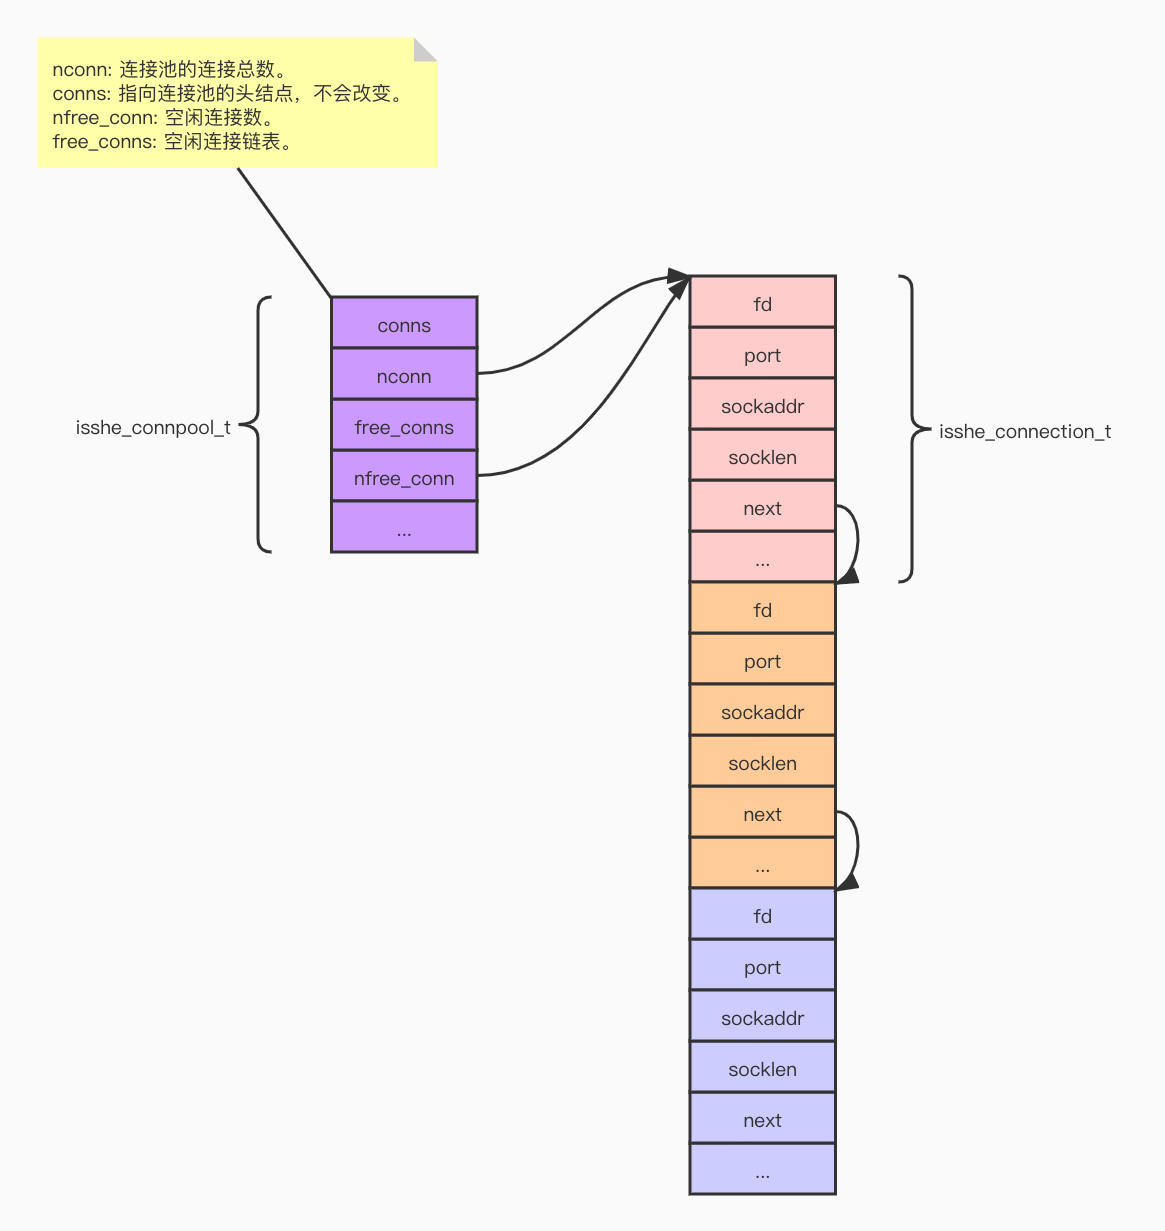 nconn: 连接池的连接总数。
conns: 指向连接池的头结点，不会改变。
nfree_conn: 空闲连接数。
free_conns: 空闲连接链表。
isshe_connpool_t
conns
nconn
free_conns
nfree_conn
...
fd
port
sockaddr
socklen
next
...
isshe_connection_t
fd
port
sockaddr
socklen
next
...
fd
port
sockaddr
socklen
next
...